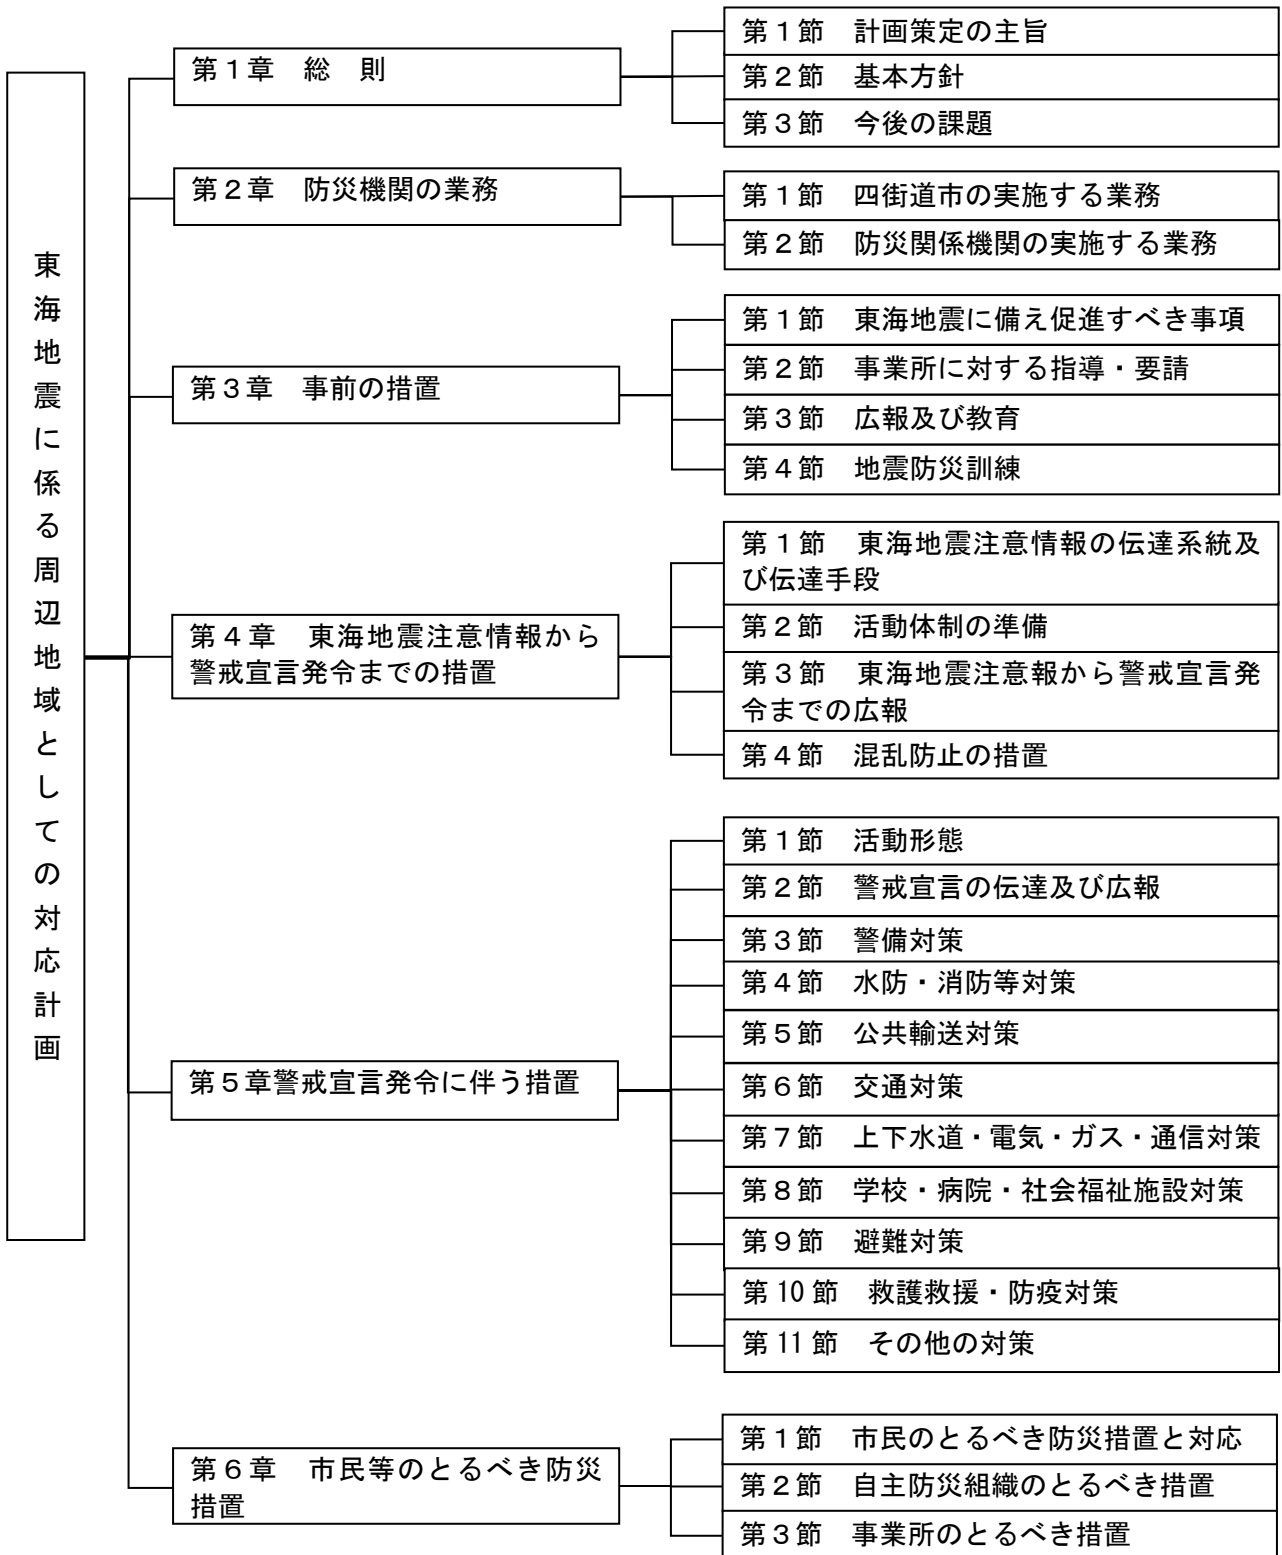 東海地震に係る周辺地域としての対応計画
第1章　総　則
第1節　計画策定の主旨
第2節　基本方針
第3節　今後の課題
第2章　防災機関の業務
第1節　四街道市の実施する業務
第2節　防災関係機関の実施する業務
第3章　事前の措置
第1節　東海地震に備え促進すべき事項
第2節　事業所に対する指導・要請
第3節　広報及び教育
第4節　地震防災訓練
第4章　東海地震注意情報から
警戒宣言発令までの措置
第1節　東海地震注意情報の伝達系統及
び伝達手段
第2節　活動体制の準備
第3節　東海地震注意報から警戒宣言発
令までの広報
第4節　混乱防止の措置
第5章警戒宣言発令に伴う措置
第1節　活動形態
第2節　警戒宣言の伝達及び広報
第3節　警備対策
第4節　水防・消防等対策
第5節　公共輸送対策
第6節　交通対策
第7節　上下水道・電気・ガス・通信対策
第8節　学校・病院・社会福祉施設対策
第9節　避難対策
第10節　救護救援・防疫対策
第11節　その他の対策
第6章　市民等のとるべき防災
措置
第1節　市民のとるべき防災措置と対応
第2節　自主防災組織のとるべき措置
第3節　事業所のとるべき措置